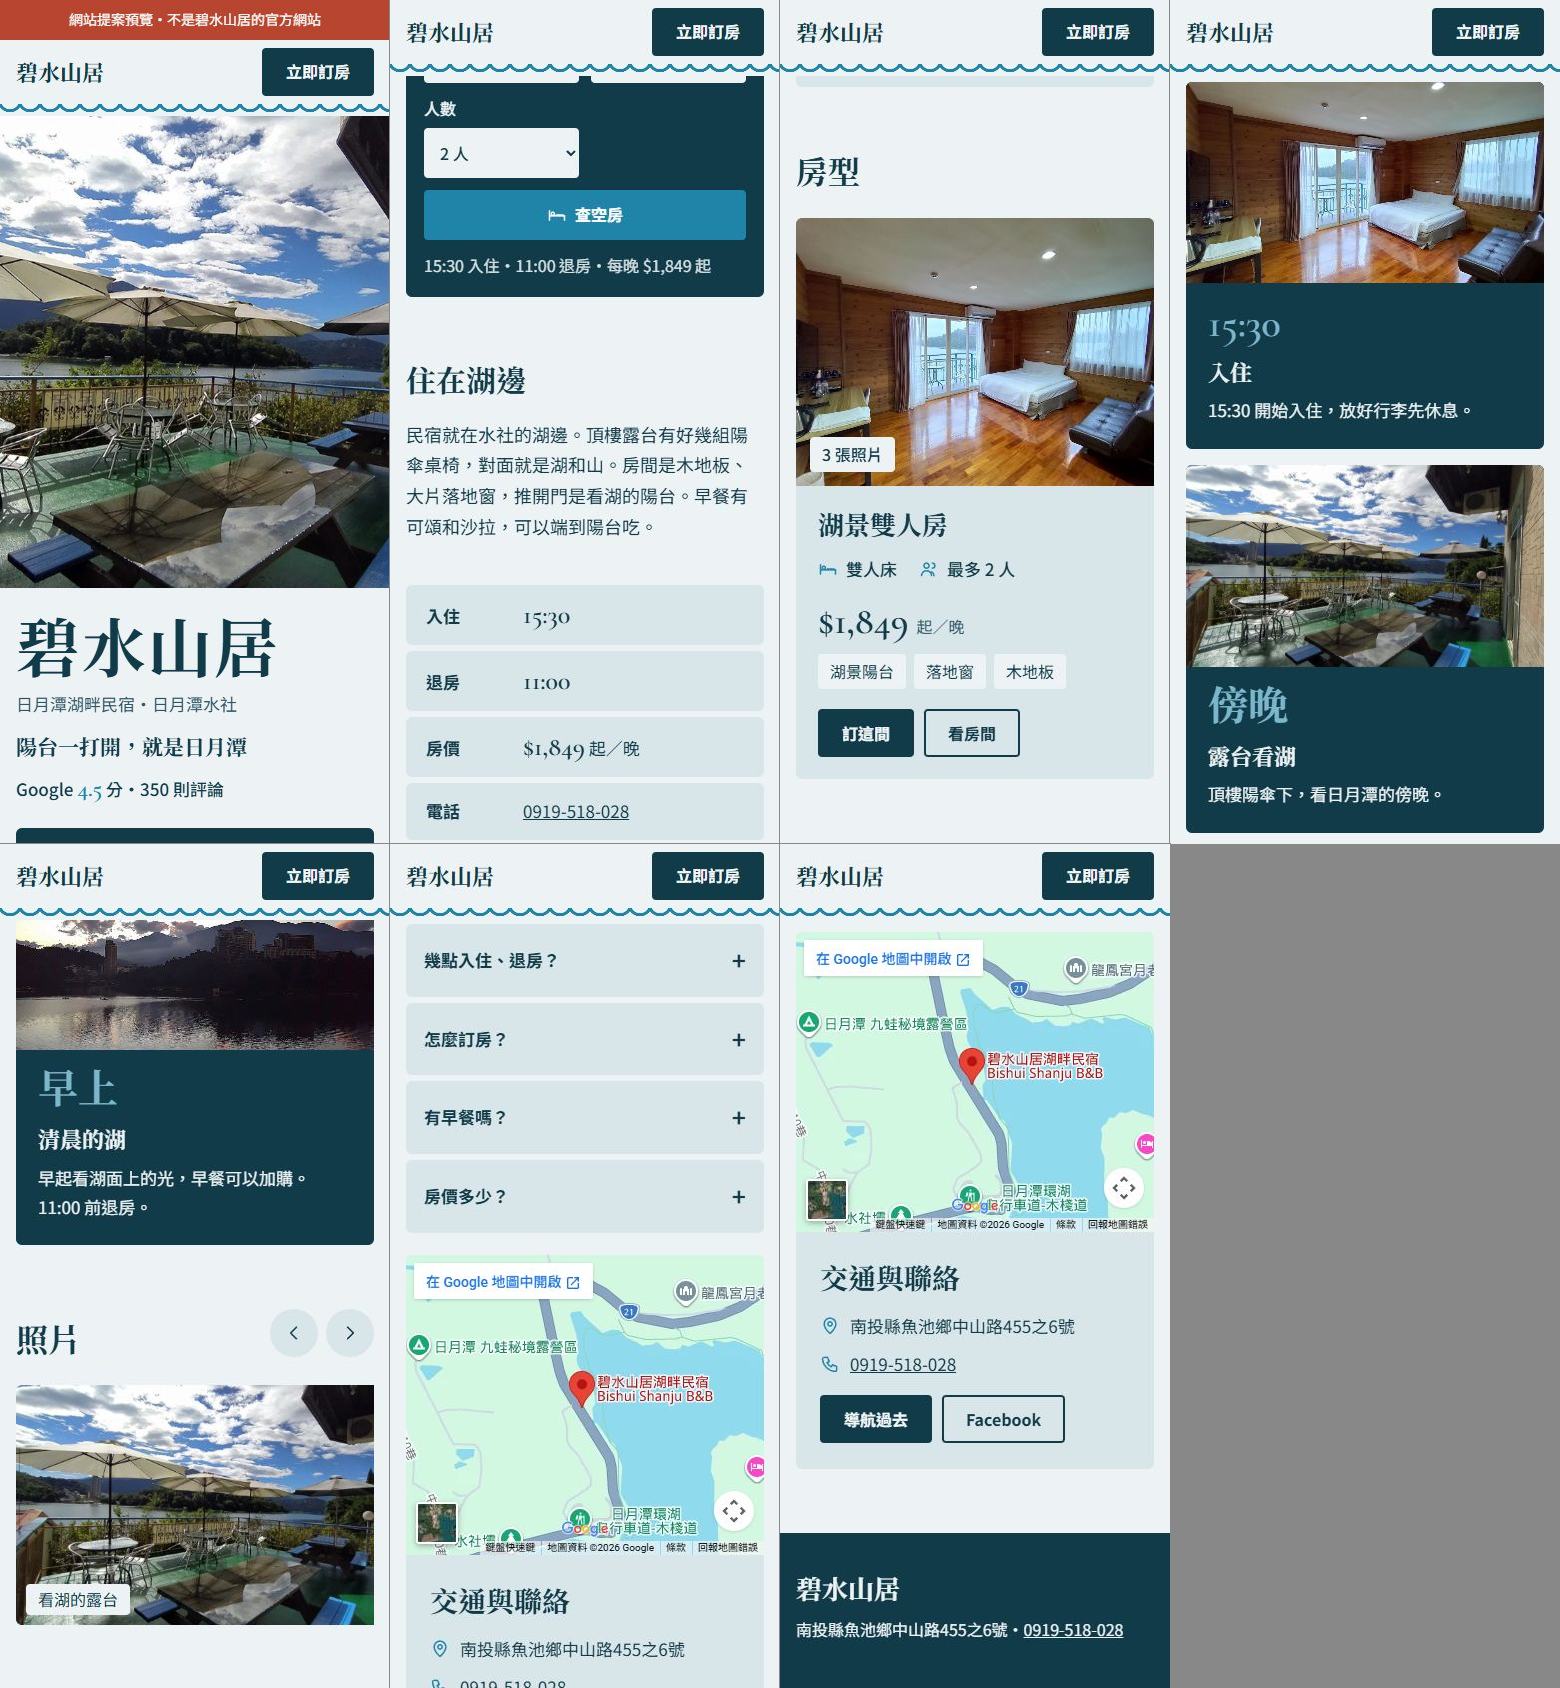 網站提案預覽・不是碧水山居的官方網站
碧水山居
立即訂房
碧水山居
日月潭湖畔民宿・日月潭水社
陽台一打開，就是日月潭
Google 4.5 分・350 則評論
碧水山居
立即訂房
人數
2 人
查空房
15:30 入住・11:00 退房・每晚 $1,849 起
住在湖邊
民宿就在水社的湖邊。頂樓露台有好幾組陽
傘桌椅，對面就是湖和山。房間是木地板、
大片落地窗，推開門是看湖的陽台。早餐有
可頌和沙拉，可以端到陽台吃。
入住 15:30
退房 11:00
房價 $1,849 起／晚
電話 0919-518-028
碧水山居
立即訂房
房型
3 張照片
湖景雙人房
雙人床 最多 2 人
$1,849 起／晚
湖景陽台 落地窗 木地板
訂這間 看房間
碧水山居
立即訂房
15:30
入住
15:30 開始入住，放好行李先休息。
傍晚
露台看湖
頂樓陽傘下，看日月潭的傍晚。
碧水山居
立即訂房
早上
清晨的湖
早起看湖面上的光，早餐可以加購。
11:00 前退房。
照片
看湖的露台
碧水山居
立即訂房
幾點入住、退房？ +
怎麼訂房？ +
有早餐嗎？ +
房價多少？ +
在 Google 地圖中開啟
龍鳳宮月老
21
日月潭 九蛙秘境露營區
碧水山居湖畔民宿
Bishui Shanju B&B
日月潭環湖
自行車道-木棧道
水社壩
Google
鍵盤快速鍵 地圖資料 ©2026 Google 條款 回報地圖錯誤
交通與聯絡
南投縣魚池鄉中山路455之6號
0919-518-028
碧水山居
立即訂房
在 Google 地圖中開啟
龍鳳宮月老
21
日月潭 九蛙秘境露營區
碧水山居湖畔民宿
Bishui Shanju B&B
日月潭環湖
自行車道-木棧道
水社壩
Google
鍵盤快速鍵 地圖資料 ©2026 Google 條款 回報地圖錯誤
交通與聯絡
南投縣魚池鄉中山路455之6號
0919-518-028
導航過去 Facebook
碧水山居
南投縣魚池鄉中山路455之6號・0919-518-028